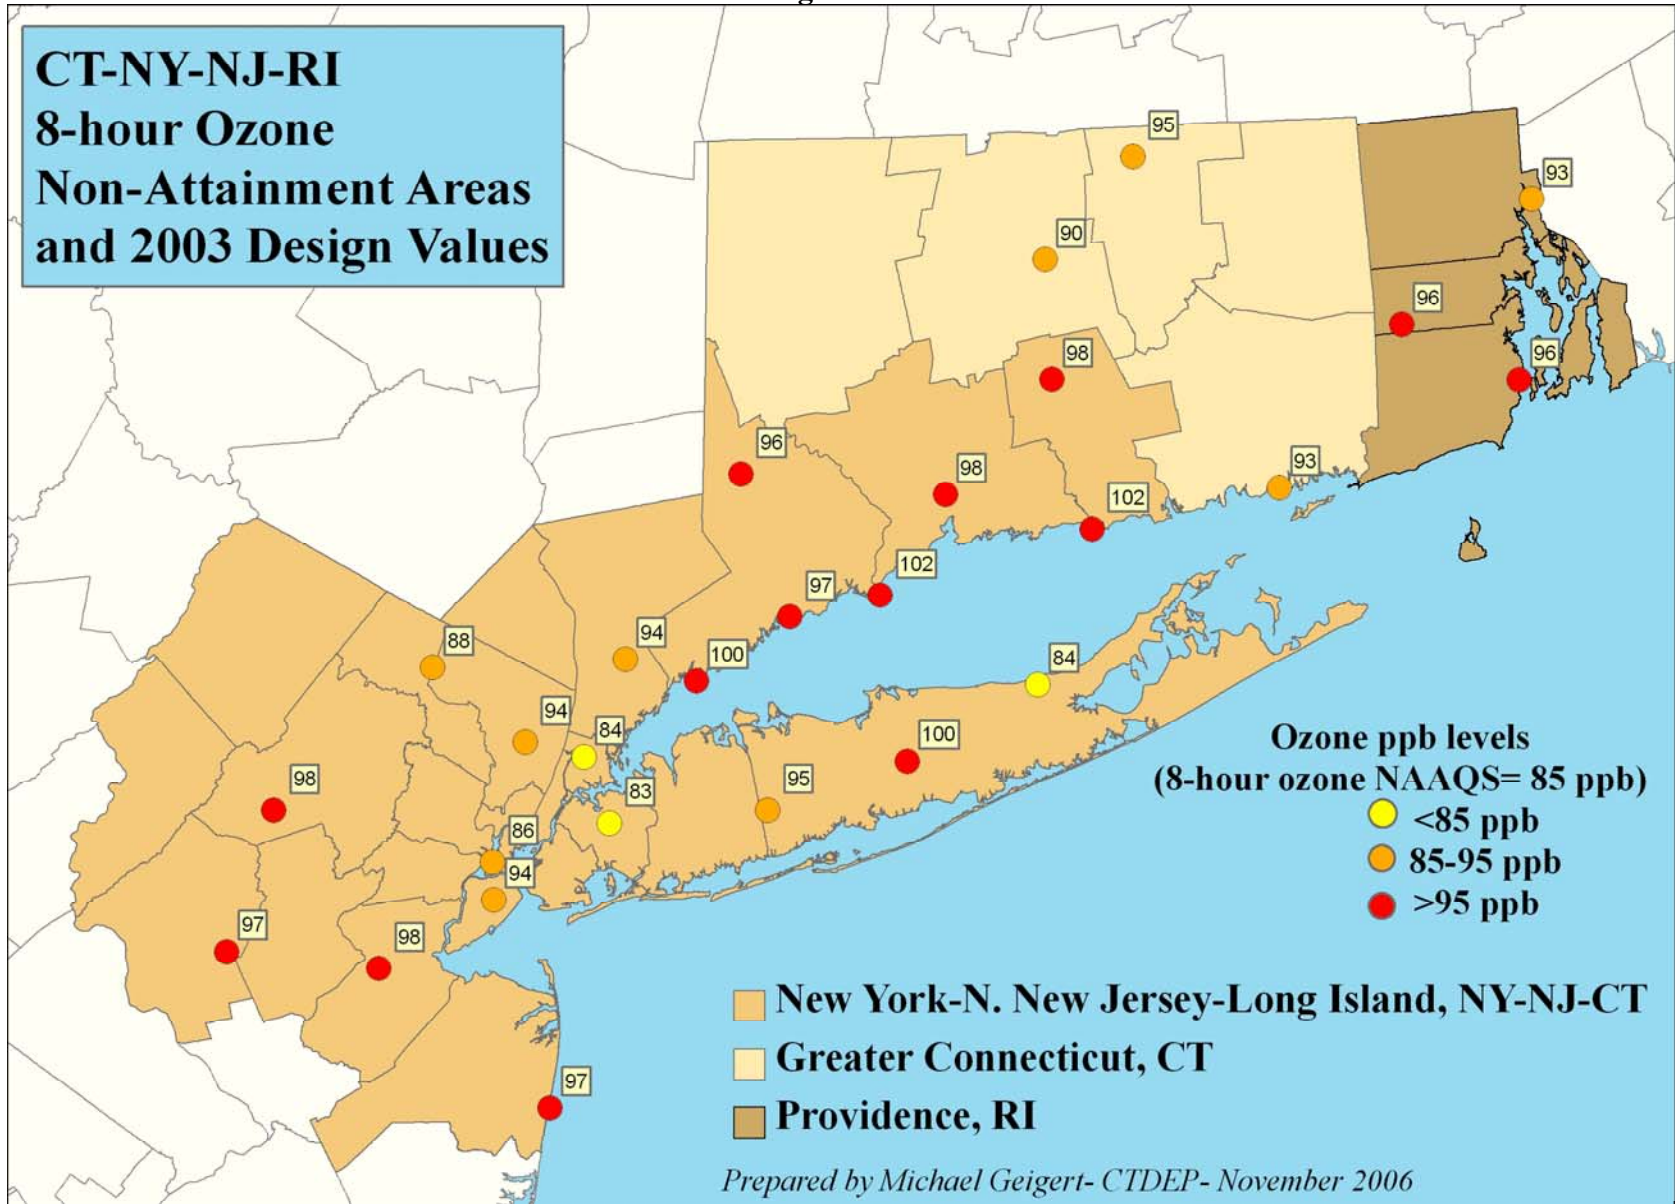 g
CT-NY-NJ-RI
8-hour Ozone
Non-Attainment Areas
and 2003 Design Values
95
93
90
96
98
96
96
98
93
102
102
97
94
88
100
84
94
84
100
98
83
95
86
94
97
98
97
Ozone ppb levels
(8-hour ozone NAAQS= 85 ppb)
<85 ppb
85-95 ppb
>95 ppb
New York-N. New Jersey-Long Island, NY-NJ-CT
Greater Connecticut, CT
Providence, RI
Prepared by Michael Geigert- CTDEP- November 2006